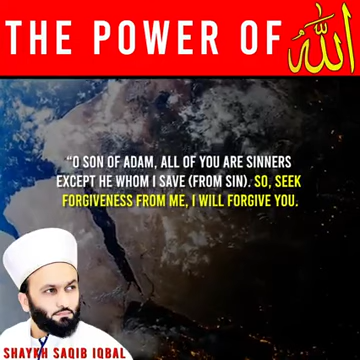 THE POWER OF الله
“O SON OF ADAM, ALL OF YOU ARE SINNERS
EXCEPT HE WHOM I SAVE (FROM SIN). SO, SEEK
FORGIVENESS FROM ME, I WILL FORGIVE YOU.
SHAYKH SAQIB IQBAL